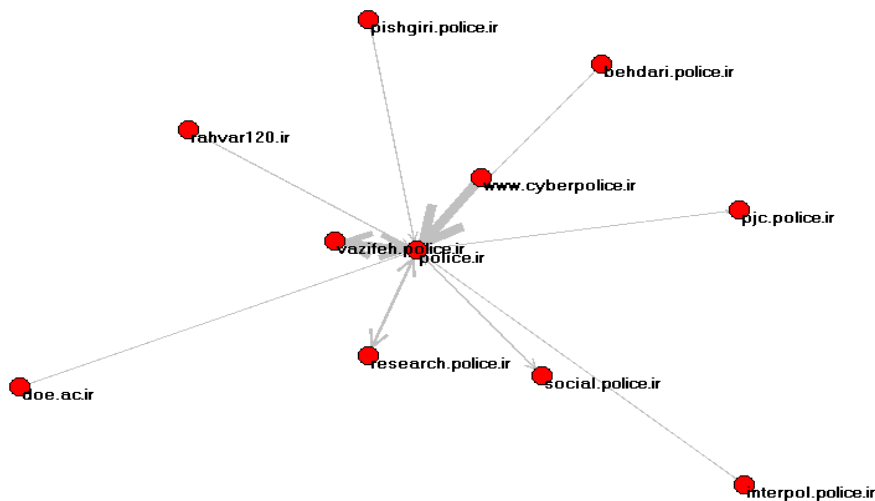 pishgiri.police.ir
behdari.police.ir
rahvar120.ir
www.cyberpolice.ir
pjc.police.ir
vazifeh.police.ir
police.ir
research.police.ir
social.police.ir
doe.ac.ir
interpol.police.ir